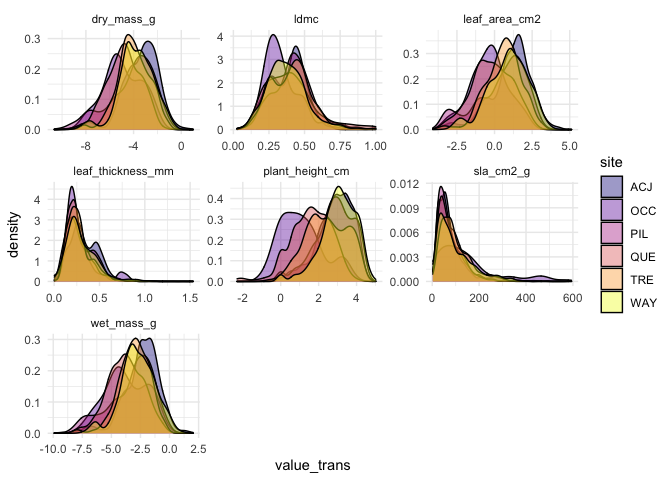 dry_mass_g ldmc leaf_area_cm2
0.3 0.2 0.1 0.0
-8 -4 0
4 3 2 1 0
0.00 0.25 0.50 0.75 1.00
0.3 0.2 0.1 0.0
-2.5 0.0 2.5 5.0
leaf_thickness_mm plant_height_cm sla_cm2_g
4 3 2 1 0
0.0 0.5 1.0 1.5
0.4 0.3 0.2 0.1 0.0
-2 0 2 4
0.012 0.009 0.006 0.003 0.000
0 200 400 600
wet_mass_g
0.3 0.2 0.1 0.0
-10.0 -7.5 -5.0 -2.5 0.0 2.5
density
value_trans
site
ACJ
OCC
PIL
QUE
TRE
WAY